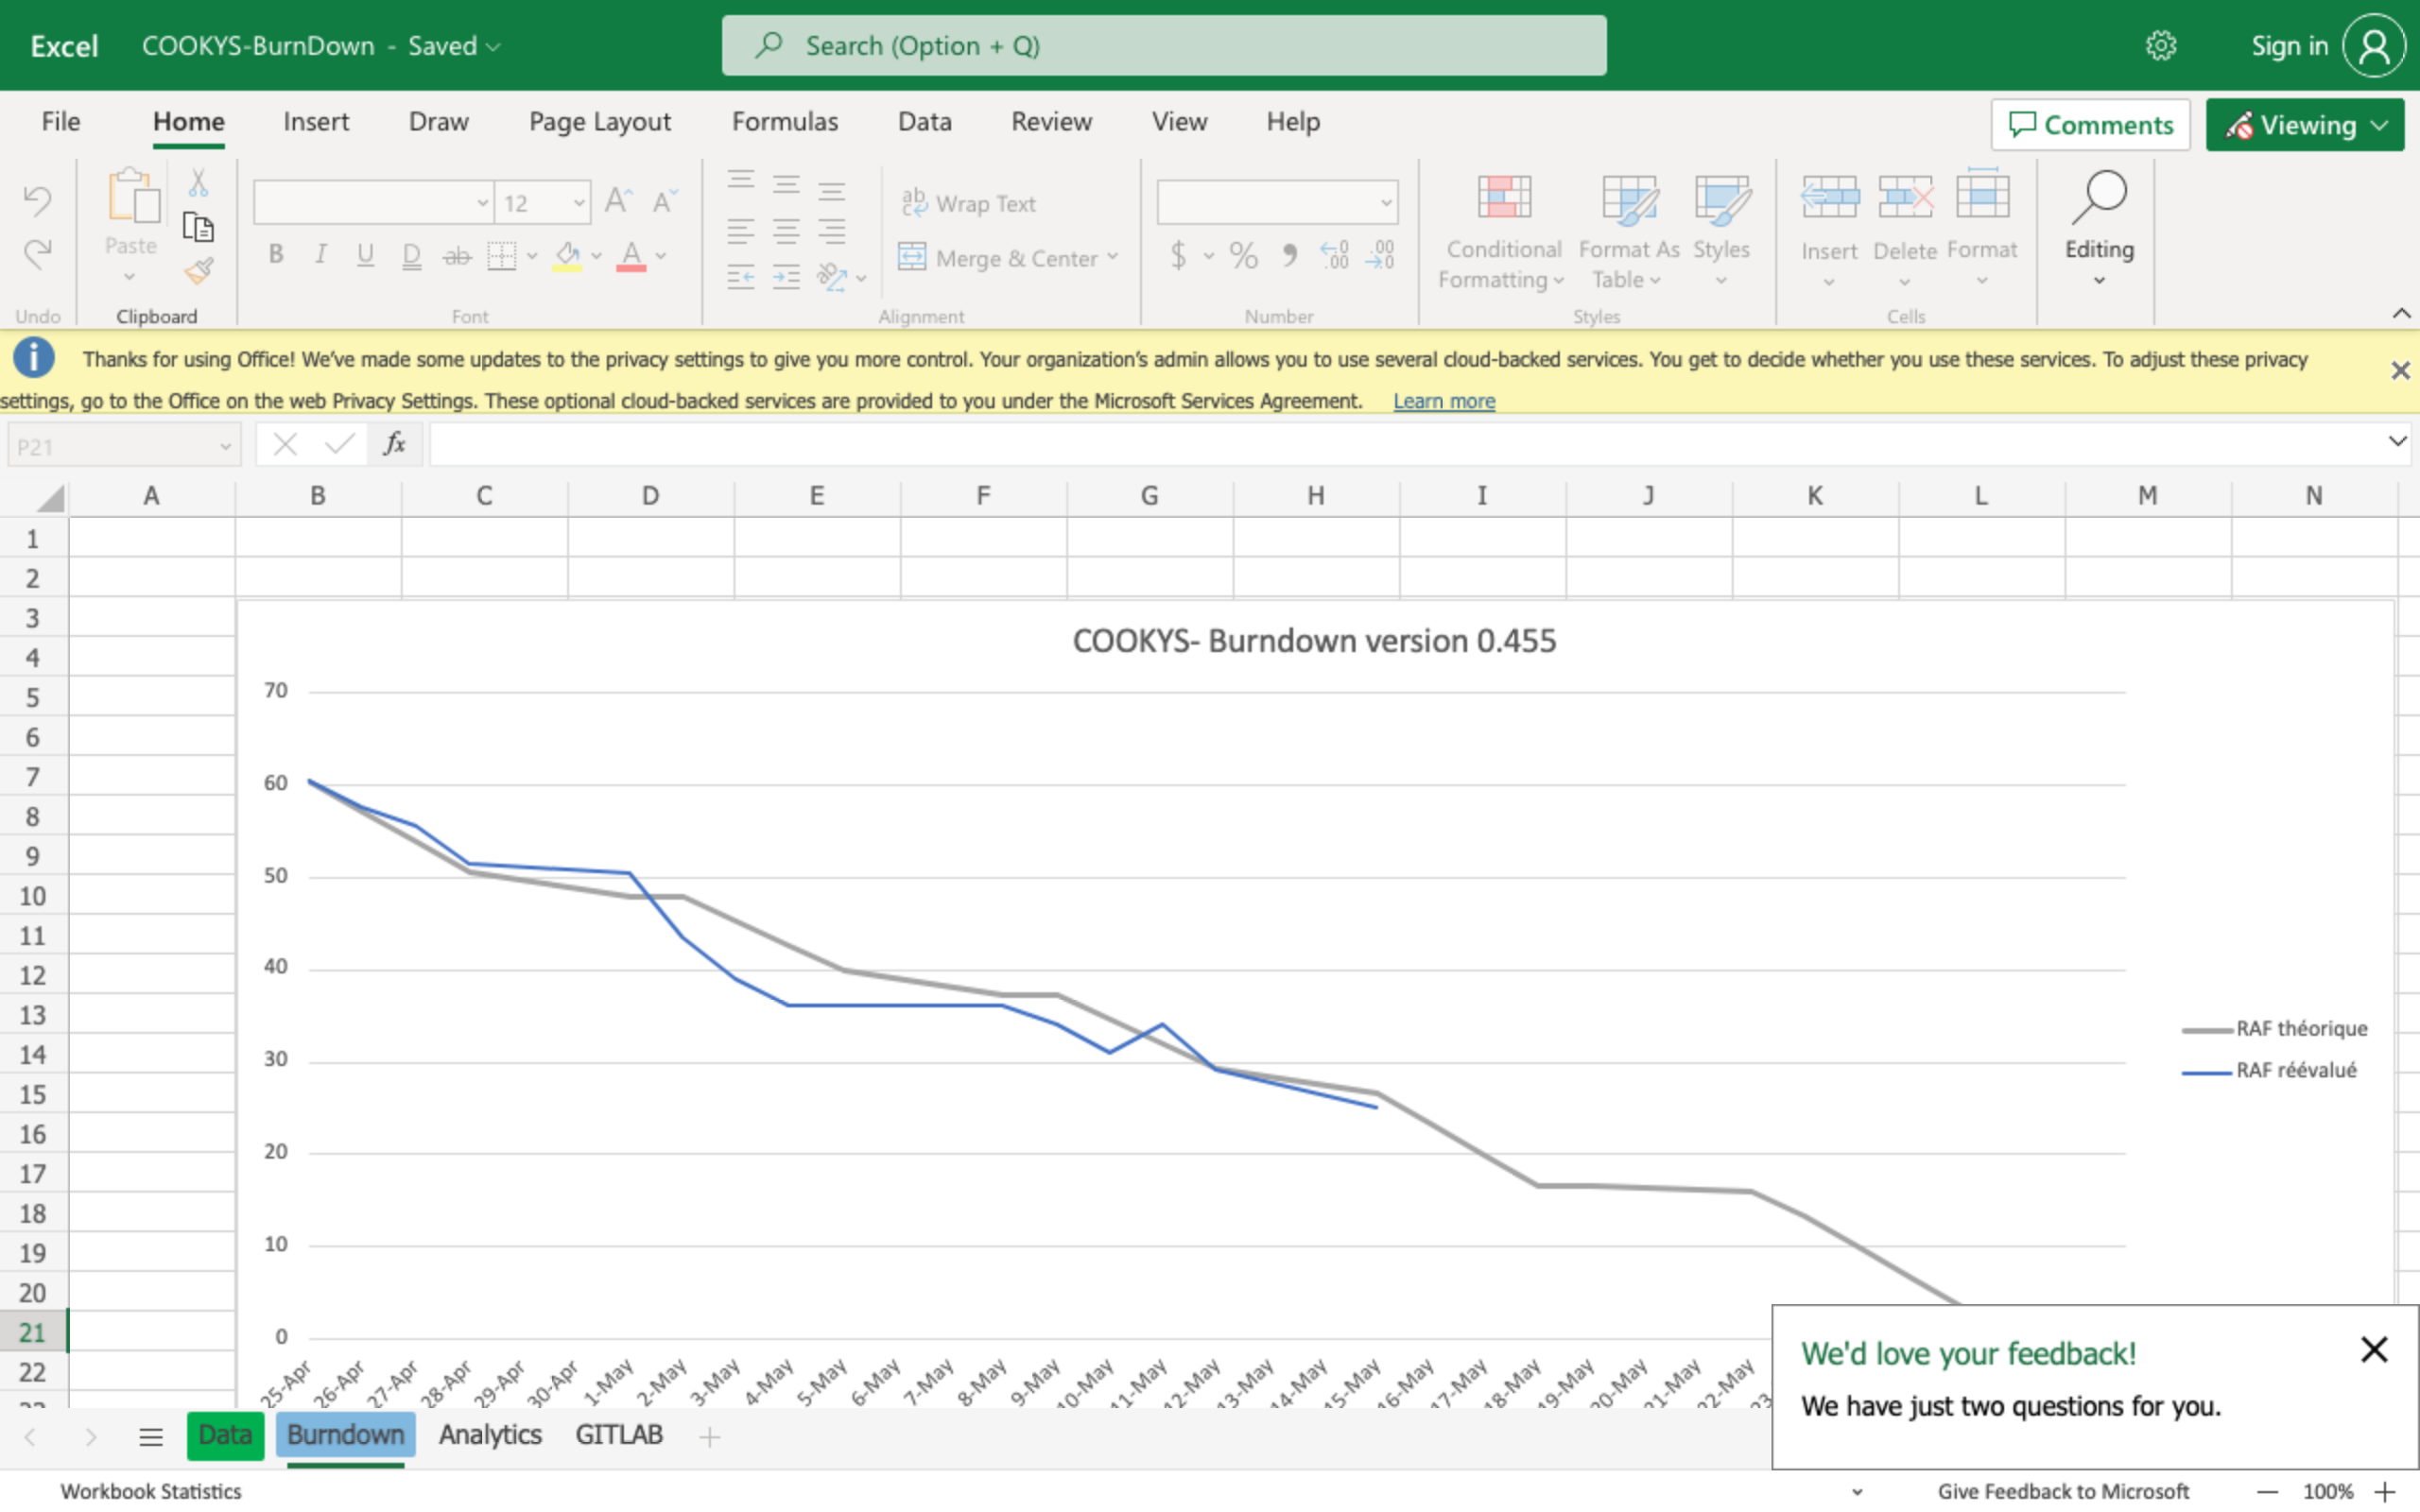 Excel COOKYS-BurnDown - Saved Search (Option + Q) Sign in
File Home Insert Draw Page Layout Formulas Data Review View Help Comments Viewing
12 A A ab c Wrap Text
Paste B I U D ab A Merge & Center $ % 9 .00 .00 0 Conditional Formatting Format As Table Styles Insert Delete Format Editing
Undo Clipboard Font Alignment Number Styles Cells
Thanks for using Office! We've made some updates to the privacy settings to give you more control. Your organization's admin allows you to use several cloud-backed services. You get to decide whether you use these services. To adjust these privacy
settings, go to the Office on the web Privacy Settings. These optional cloud-backed services are provided to you under the Microsoft Services Agreement. Learn more
P21 fx
A B C D E F G H I J K L M N
1
2
3
4
5
6
7
8
9
10
11
12
13
14
15
16
17
18
19
20
21
22
COOKYS- Burndown version 0.455
70
60
50
40
30
20
10
0
RAF théorique
RAF réévalué
25-Apr 26-Apr 27-Apr 28-Apr 29-Apr 30-Apr 1-May 2-May 3-May 4-May 5-May 6-May 7-May 8-May 9-May 10-May 11-May 12-May 13-May 14-May 15-May 16-May 17-May 18-May 19-May 20-May 21-May 22-May
We'd love your feedback!
We have just two questions for you.
Data Burndown Analytics GITLAB
Workbook Statistics Give Feedback to Microsoft 100%